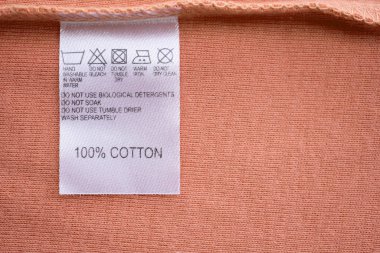 HAND WASHABLE IN WARM WATER
DO NOT BLEACH
DO NOT TUMBLE DRY
WARM IRON
DO NOT DRY CLEAN
DO NOT USE BIOLOGICAL DETERGENTS
DO NOT SOAK
DO NOT USE TUMBLE DRIER
WASH SEPARATELY
100% COTTON